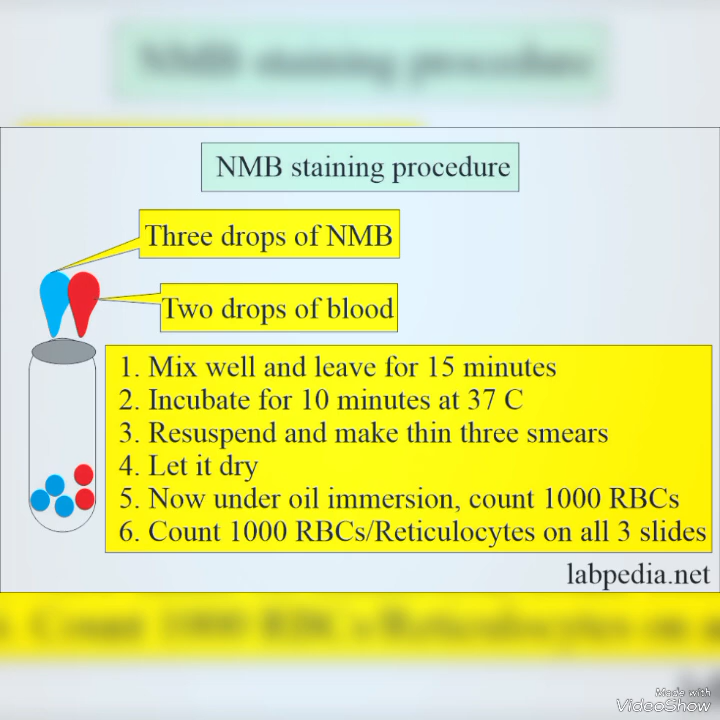 NMB staining procedure
NMB staining procedure
Three drops of NMB
Two drops of blood
1. Mix well and leave for 15 minutes
2. Incubate for 10 minutes at 37 C
3. Resuspend and make thin three smears
4. Let it dry
5. Now under oil immersion, count 1000 RBCs
6. Count 1000 RBCs/Reticulocytes on all 3 slides
labpedia.net
Made with
VideoShow